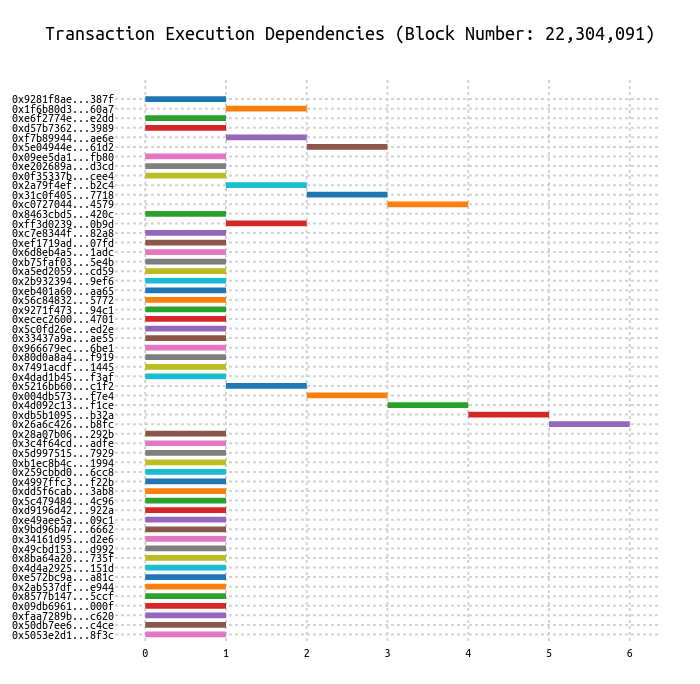 Transaction Execution Dependencies (Block Number: 22,304,091)
0x9281f8ae...387f
0x1f6b80d3...60a7
0xe6f2774e...e2dd
0xd57b7362...3989
0xf7b89944...ae6e
0x5e04944e...61d2
0x09ee5da1...fb80
0xe202689a...d3cd
0x0f35337b...cee4
0x2a79f4ef...b2c4
0x31c0f405...7718
0xc0727044...4579
0x8463cbd5...420c
0xff3d0239...0b9d
0xc7e8344f...82a8
0xef1719ad...07fd
0x6d8eb4a5...1adc
0xb75faf03...5e4b
0xa5ed2059...cd59
0x2b932394...9ef6
0xeb401a60...aa65
0x56c84832...5772
0x9271f473...94c1
0xecec2600...4701
0x5c0fd26e...ed2e
0x33437a9a...ae55
0x966679ec...6be1
0x80d0a8a4...f919
0x7491acdf...1445
0x4dad1b45...f3af
0x5216bb60...c1f2
0x004db573...f7e4
0x4d092c13...f1ce
0xdb5b1095...b32a
0x26a6c426...b8fc
0x28a07b06...292b
0x3c4f64cd...adfe
0x5d997515...7929
0xb1ec8b4c...1994
0x259cbbd0...6cc8
0x4997ffc3...f22b
0xdd5f6cab...3ab8
0x5c479484...4c96
0xd9196d42...922a
0xe49aee5a...09c1
0x9bd96b47...6662
0x34161d95...d2e6
0x49cbd153...d992
0x8ba64a20...735f
0x4d4a2925...151d
0xe572bc9a...a81c
0x2ab537df...e944
0x8577b147...5ccf
0x09db6961...000f
0xfaa7289b...c620
0x50db7ee6...c4ce
0x5053e2d1...8f3c
0 1 2 3 4 5 6